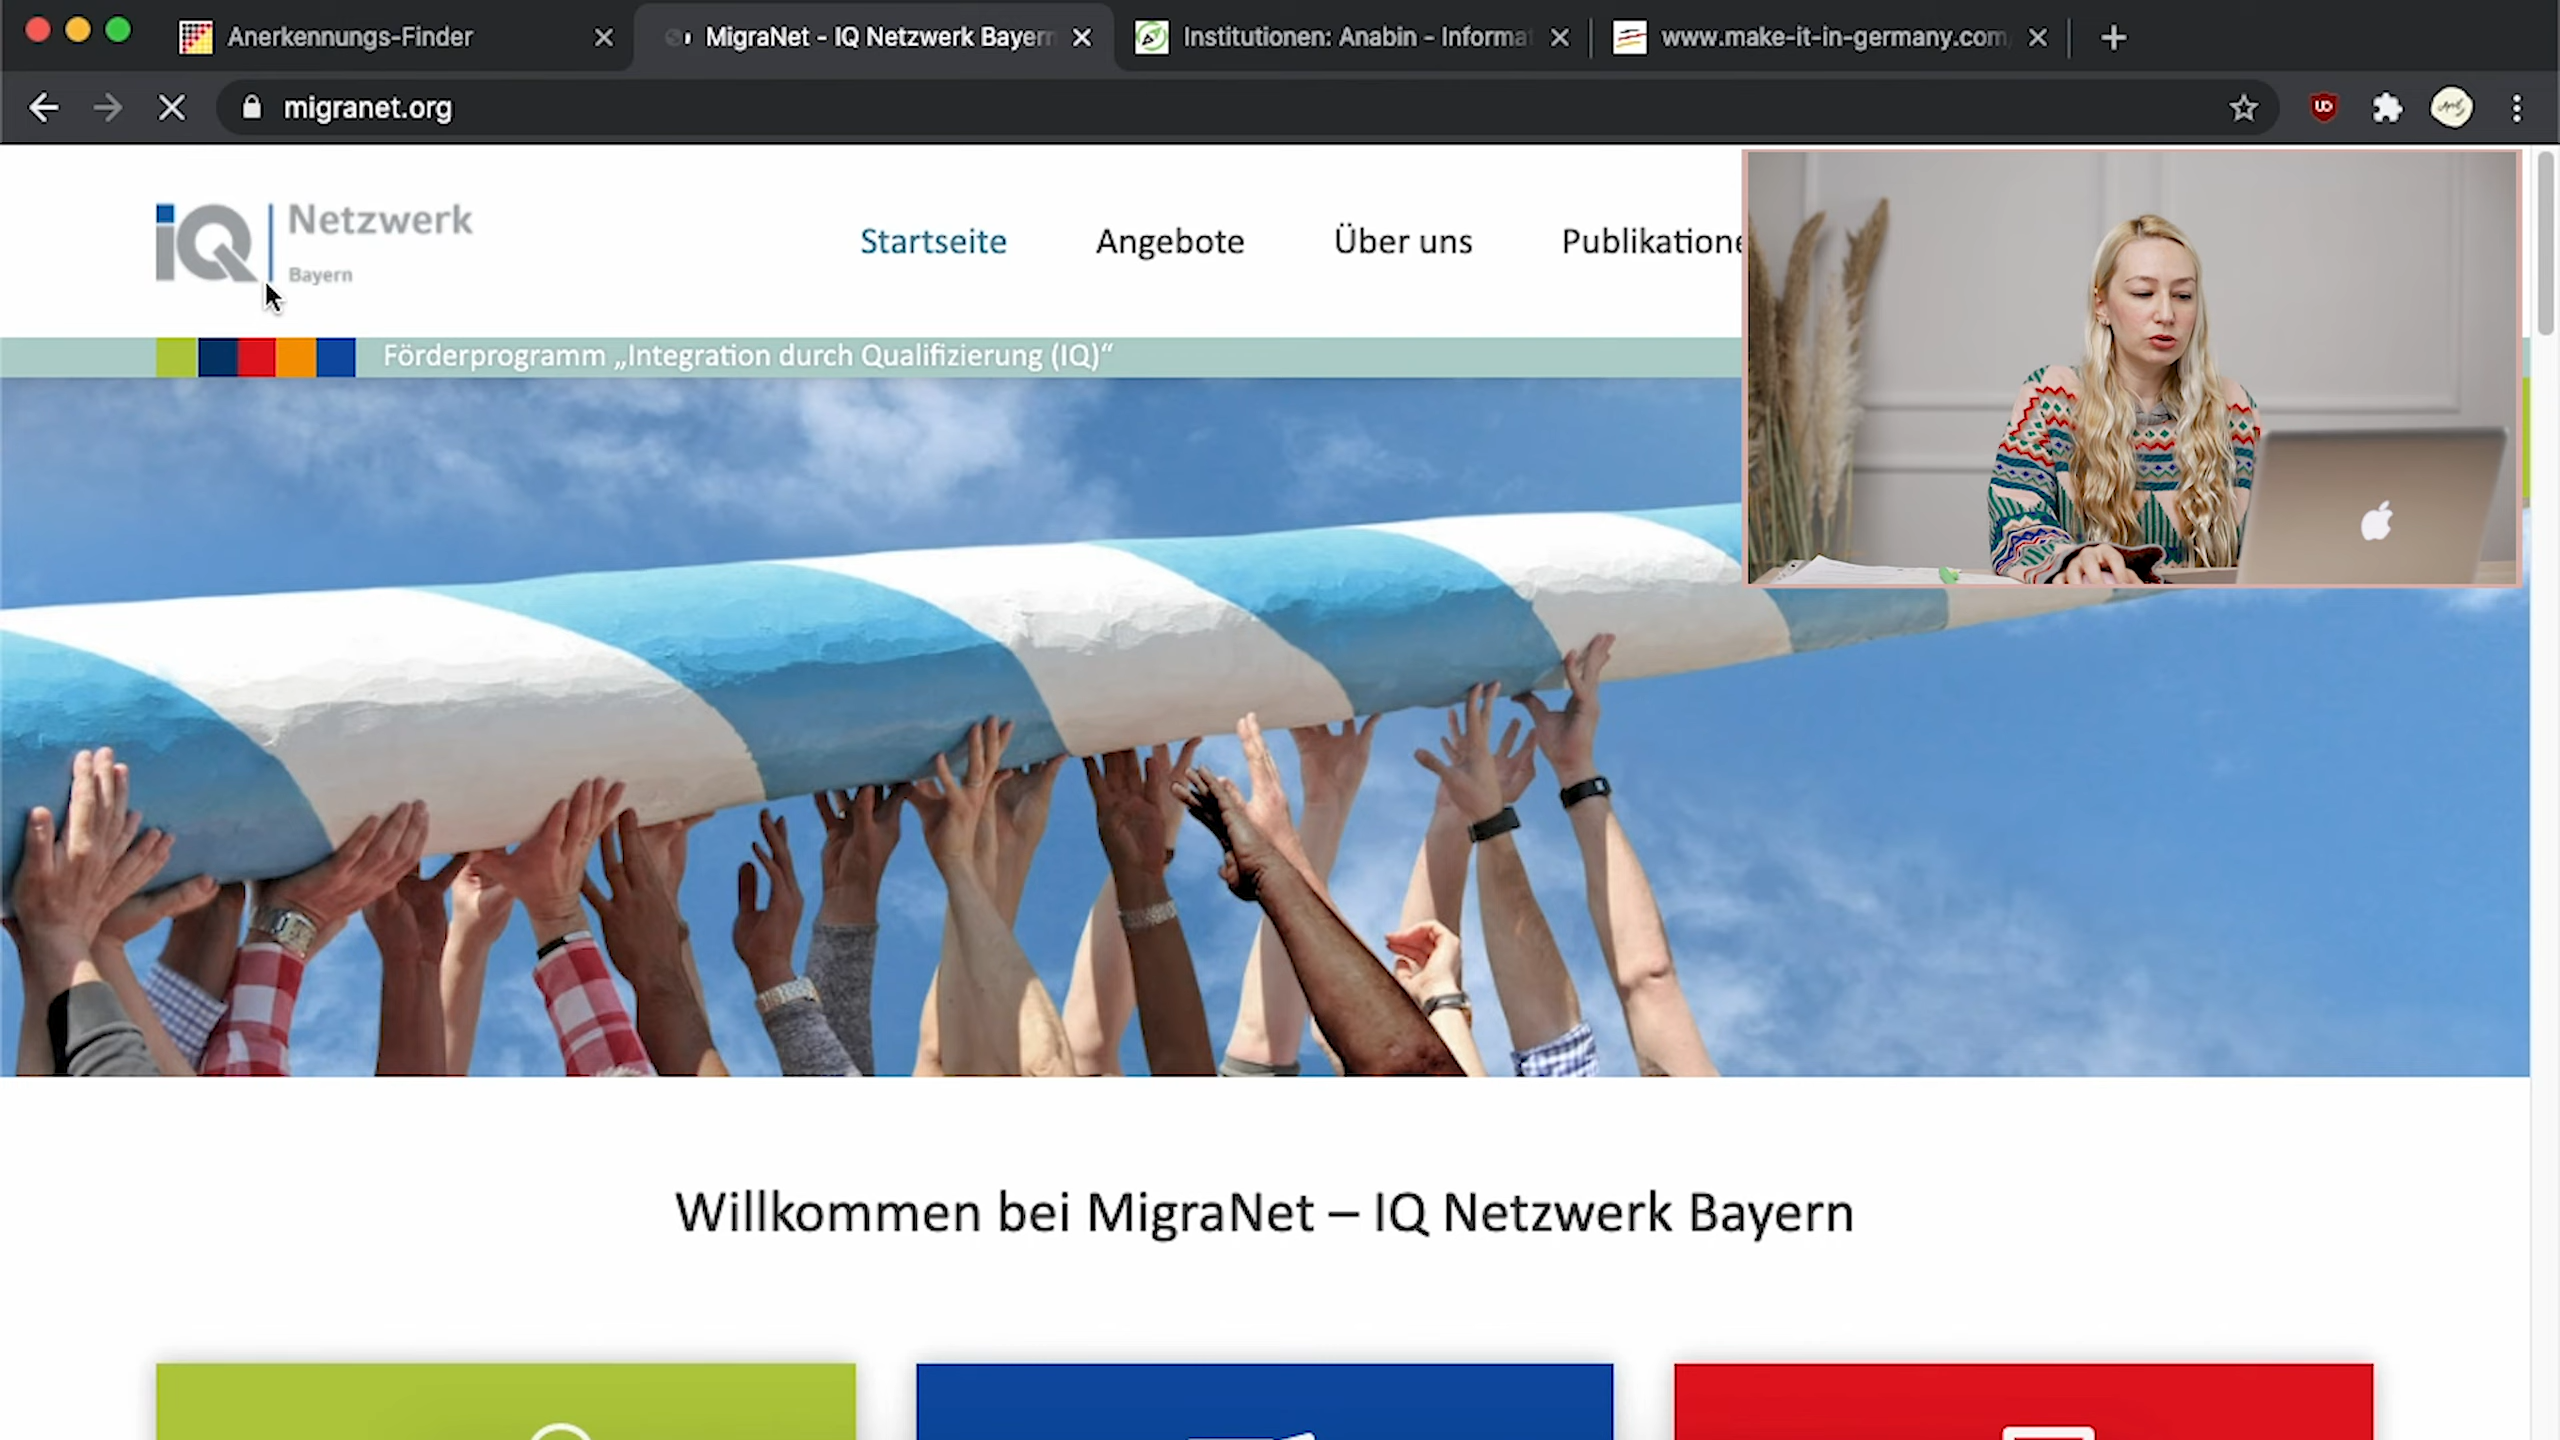 Anerkennungs-Finder
MigraNet - IQ Netzwerk Bayern
Institutionen: Anabin - Informat
www.make-it-in-germany.com
migranet.org
iQ Netzwerk
Bayern
Startseite Angebote Über uns Publikatione
Förderprogramm „Integration durch Qualifizierung (IQ)“
Willkommen bei MigraNet – IQ Netzwerk Bayern